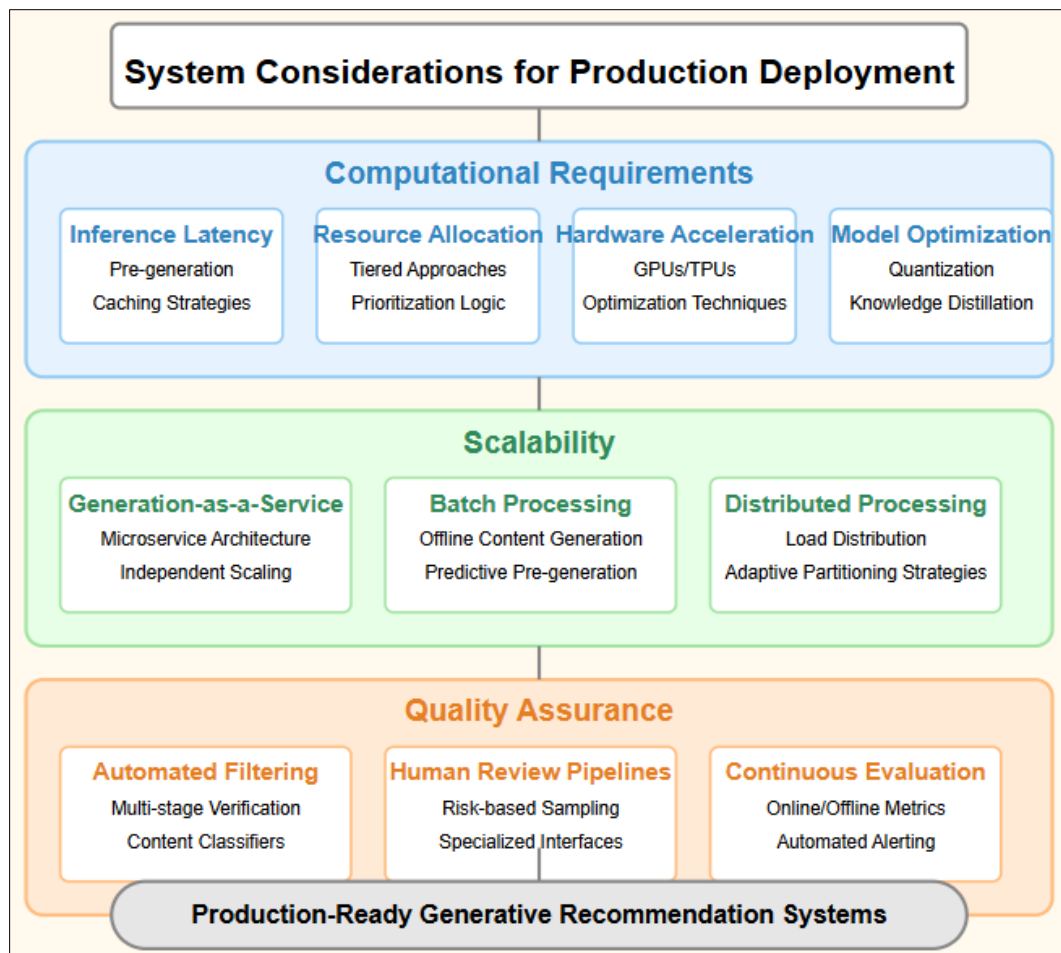 System Considerations for Production Deployment
Computational Requirements
Inference Latency
Pre-generation
Caching Strategies
Resource Allocation
Tiered Approaches
Prioritization Logic
Hardware Acceleration
GPUs/TPUs
Optimization Techniques
Model Optimization
Quantization
Knowledge Distillation
Scalability
Generation-as-a-Service
Microservice Architecture
Independent Scaling
Batch Processing
Offline Content Generation
Predictive Pre-generation
Distributed Processing
Load Distribution
Adaptive Partitioning Strategies
Quality Assurance
Automated Filtering
Multi-stage Verification
Content Classifiers
Human Review Pipelines
Risk-based Sampling
Specialized Interfaces
Continuous Evaluation
Online/Offline Metrics
Automated Alerting
Production-Ready Generative Recommendation Systems